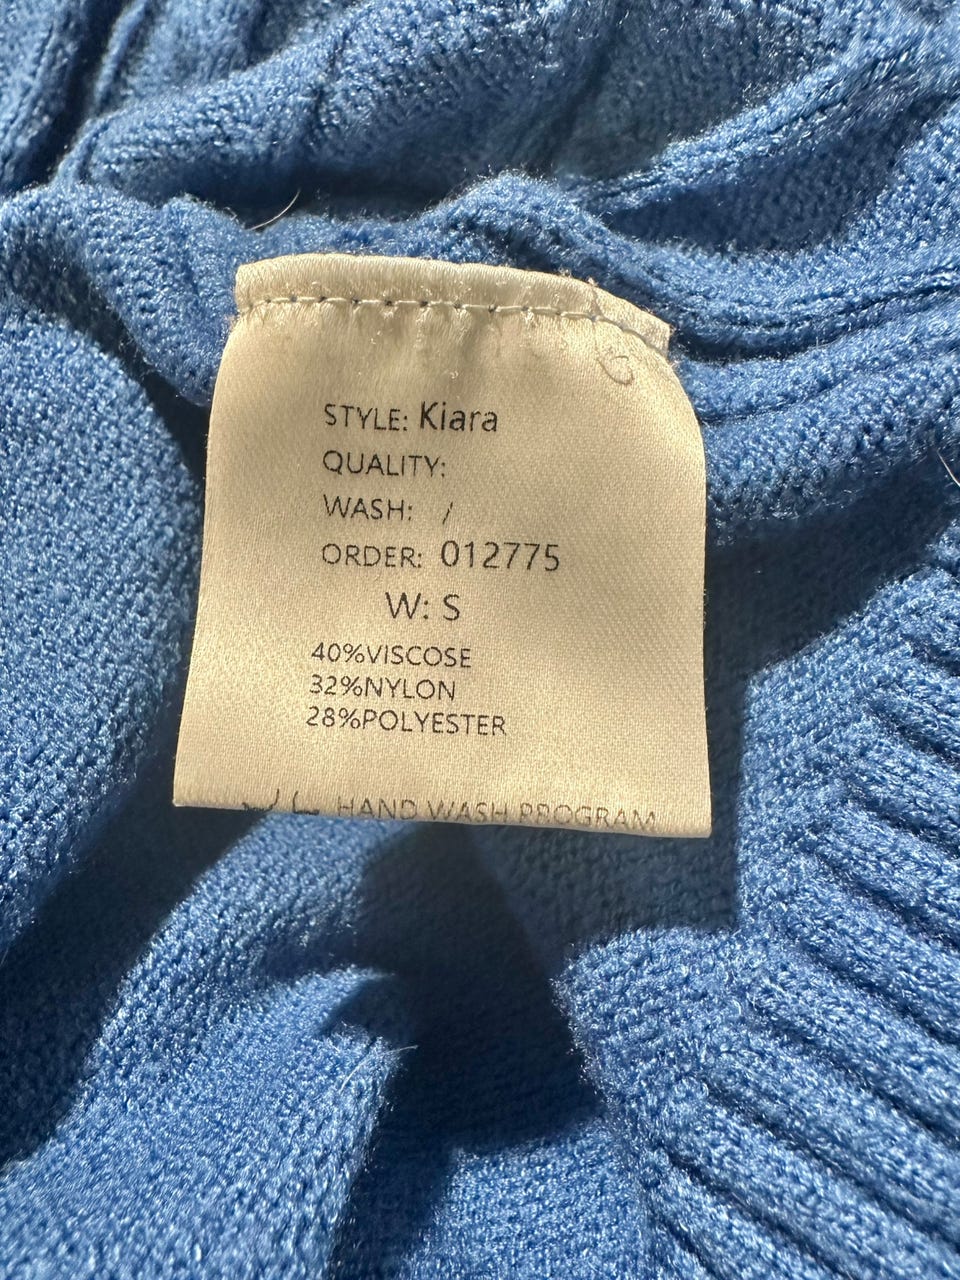 STYLE: Kiara
QUALITY:
WASH: /
ORDER: 012775
W: S
40%VISCOSE
32%NYLON
28%POLYESTER
HAND WASH PROGRAM